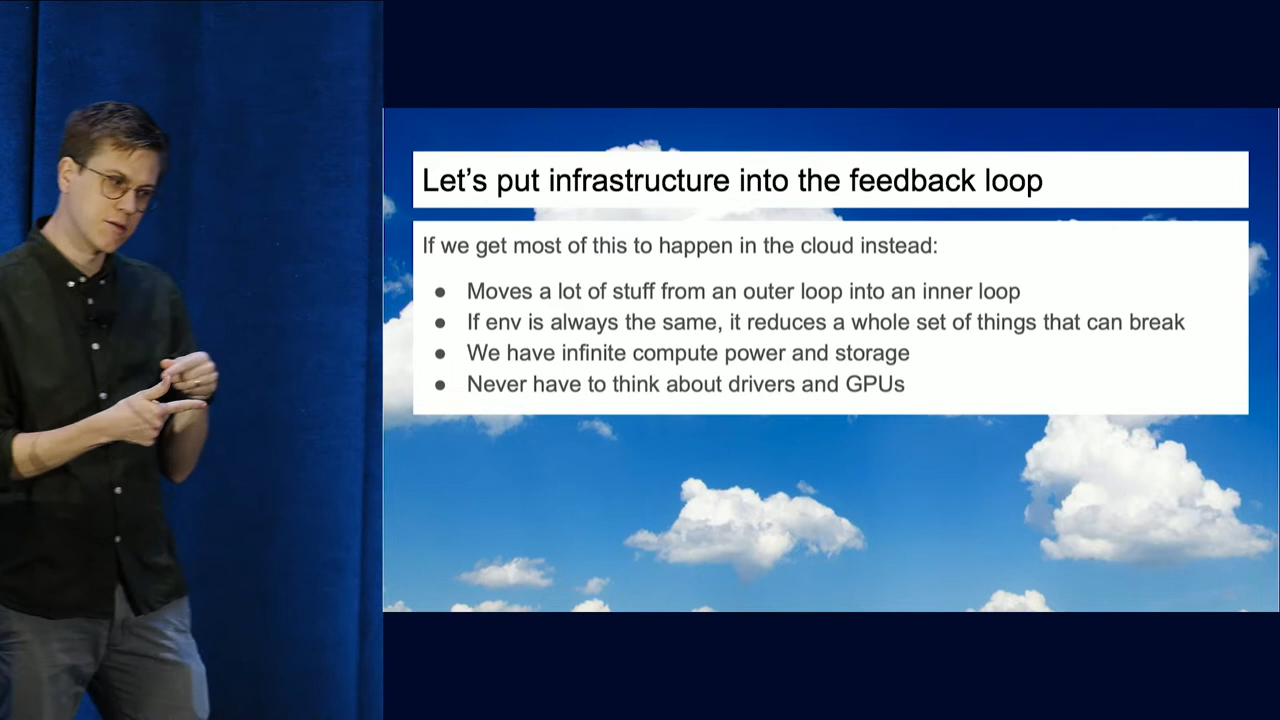 Let's put infrastructure into the feedback loop
If we get most of this to happen in the cloud instead:
● Moves a lot of stuff from an outer loop into an inner loop
● If env is always the same, it reduces a whole set of things that can break
● We have infinite compute power and storage
● Never have to think about drivers and GPUs